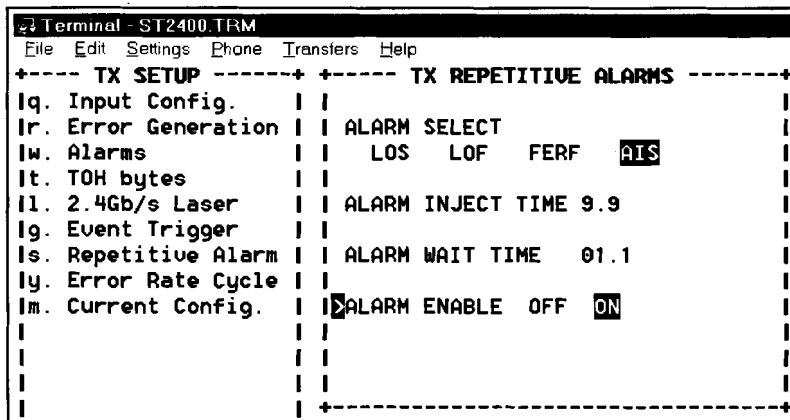 Terminal - ST2400.TRM
File Edit Settings Phone Transfers Help
+---- TX SETUP ------+ +----- TX REPETITIVE ALARMS -------+
|q. Input Config. | |
|r. Error Generation | | ALARM SELECT |
|w. Alarms | | LOS LOF FERF AIS |
|t. TOH bytes | | |
|l. 2.4Gb/s Laser | | ALARM INJECT TIME 9.9 |
|g. Event Trigger | | |
|s. Repetitive Alarm | | ALARM WAIT TIME 01.1 |
|y. Error Rate Cycle | | |
|m. Current Config. | |>ALARM ENABLE OFF ON |